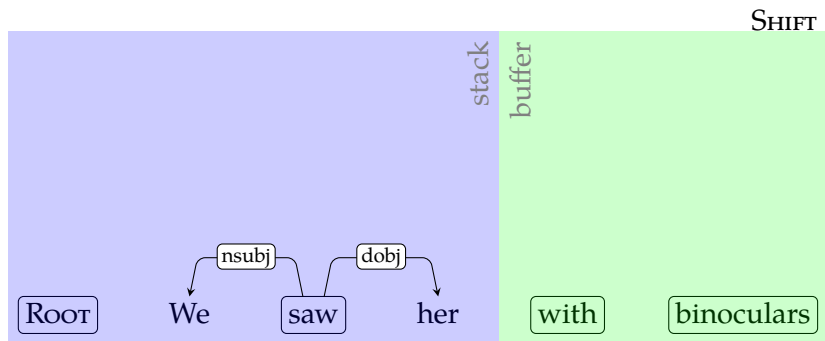 SHIFT
stack
buffer
nsubj dobj
ROOT We saw her with binoculars